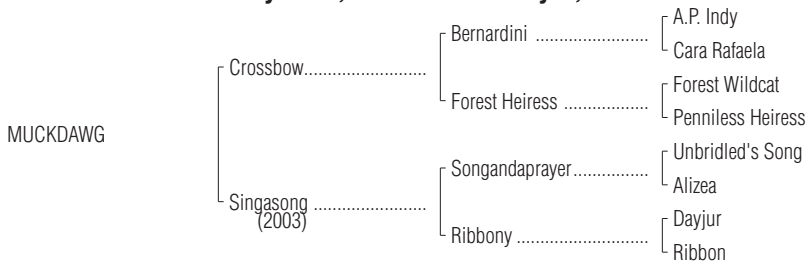 A.P. Indy
Bernardini
Cara Rafaela
Crossbow
Forest Wildcat
Forest Heiress
Penniless Heiress
MUCKDAWG
Unbridled's Song
Songandaprayer
Alizea
Singasong
(2003)
Dayjur
Ribbony
Ribbon